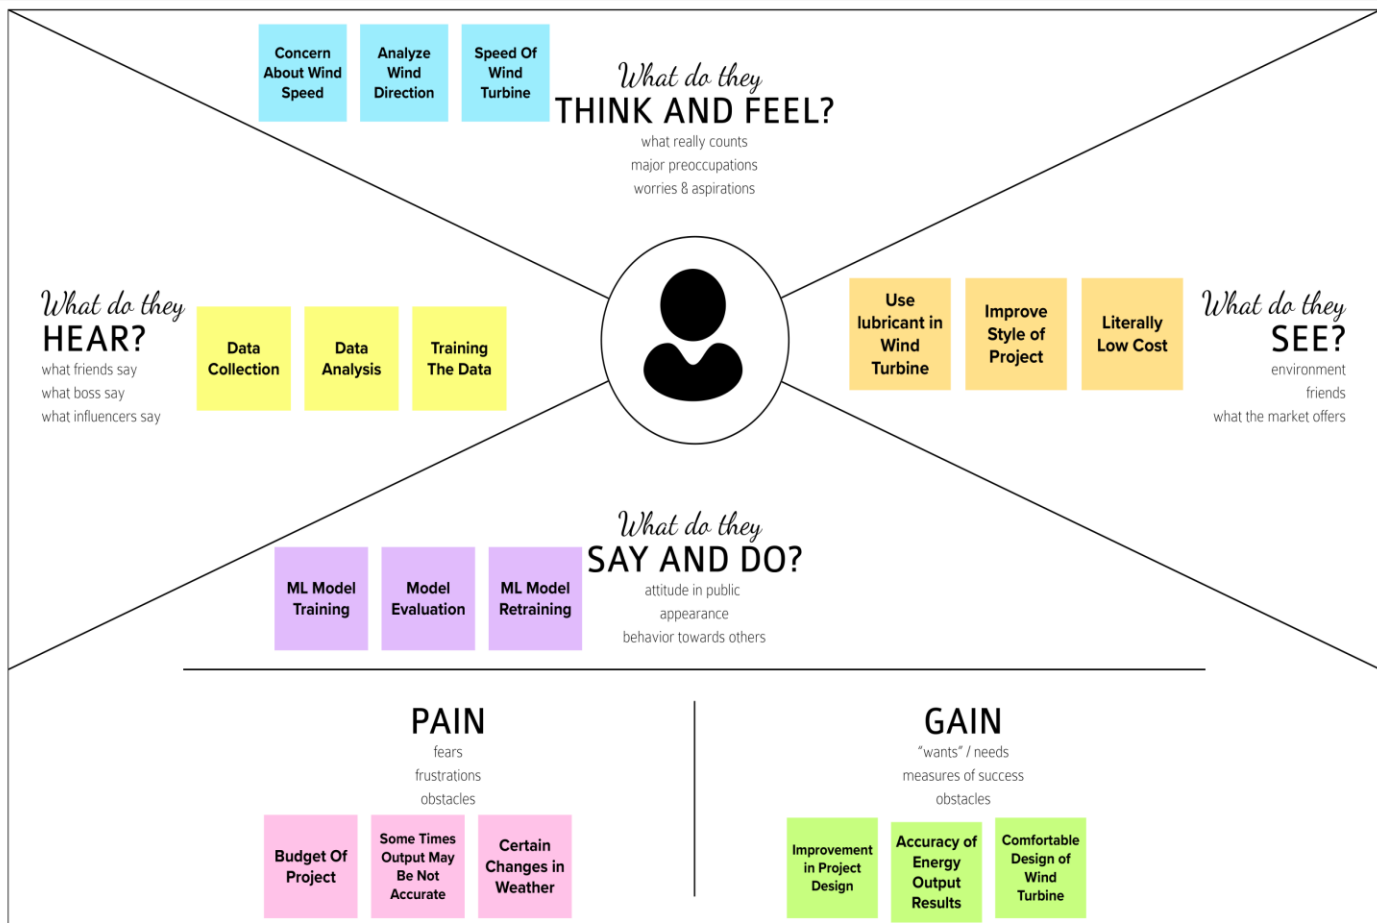 Concern
About Wind
Speed
Analyze
Wind
Direction
Speed Of
Wind
Turbine
What do they
THINK AND FEEL?
what really counts
major preoccupations
worries & aspirations
What do they
HEAR?
what friends say
what boss say
what influencers say
Data
Collection
Data
Analysis
Training
The Data
Use
lubricant in
Wind
Turbine
Improve
Style of
Project
Literally
Low Cost
What do they
SEE?
environment
friends
what the market offers
What do they
SAY AND DO?
attitude in public
appearance
behavior towards others
ML Model
Training
Model
Evaluation
ML Model
Retraining
PAIN
fears
frustrations
obstacles
Budget Of
Project
Some Times
Output May
Be Not
Accurate
Certain
Changes in
Weather
GAIN
"wants" / needs
measures of success
obstacles
Improvement
in Project
Design
Accuracy of
Energy
Output
Results
Comfortable
Design of
Wind
Turbine